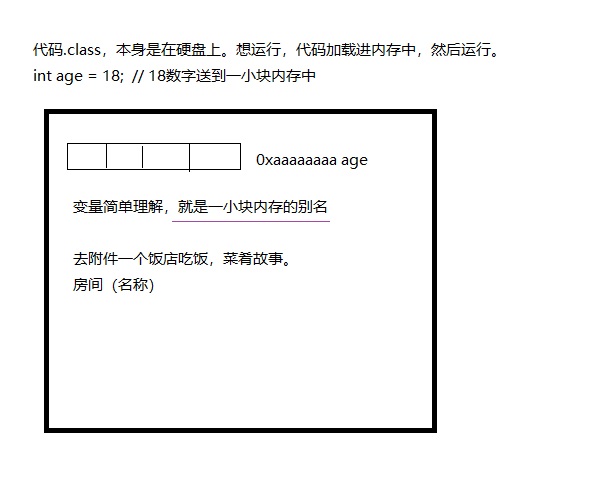 代码.class，本身是在硬盘上。想运行，代码加载进内存中，然后运行。
int age = 18;  // 18数字送到一小块内存中
0xaaaaaaaa age
变量简单理解，就是一小块内存的别名
去附件一个饭店吃饭，菜肴故事。
房间（名称）